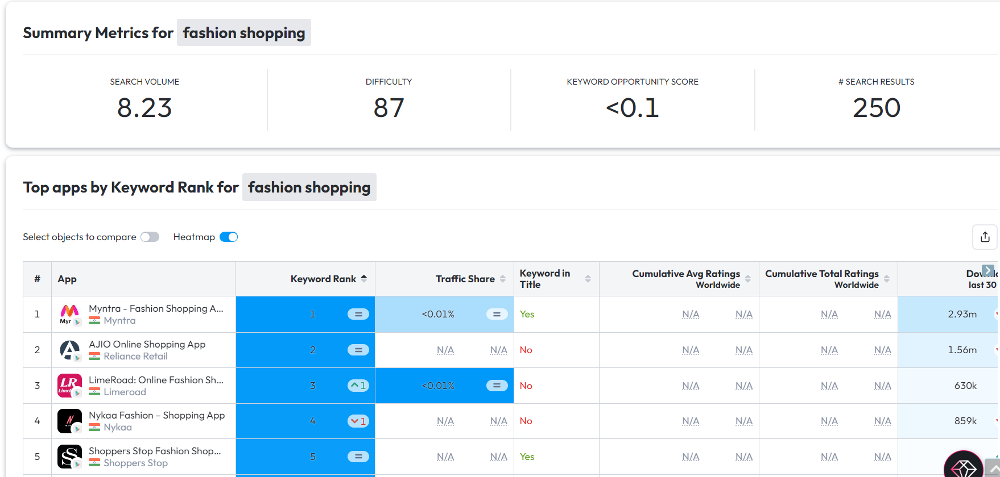 Summary Metrics for fashion shopping
SEARCH VOLUME DIFFICULTY KEYWORD OPPORTUNITY SCORE # SEARCH RESULTS
8.23 87 <0.1 250
Top apps by Keyword Rank for fashion shopping
Select objects to compare Heatmap
# App Keyword Rank Traffic Share Keyword in Title Cumulative Avg Ratings Worldwide Cumulative Total Ratings Worldwide last 30
1 Myntra - Fashion Shopping A... 1 = <0.01% = Yes N/A N/A N/A N/A 2.93m
Myr Myntra
2 AJIO Online Shopping App 2 = N/A N/A No N/A N/A N/A N/A 1.56m
Reliance Retail
3 LR LimeRoad: Online Fashion Sh... 3 1 <0.01% = No N/A N/A N/A N/A 630k
Limeroad
4 Nykaa Fashion – Shopping App 4 1 N/A N/A No N/A N/A N/A N/A 859k
Nykaa
5 Shoppers Stop Fashion Shop... 5 = N/A N/A Yes N/A N/A N/A N/A
Shoppers Stop